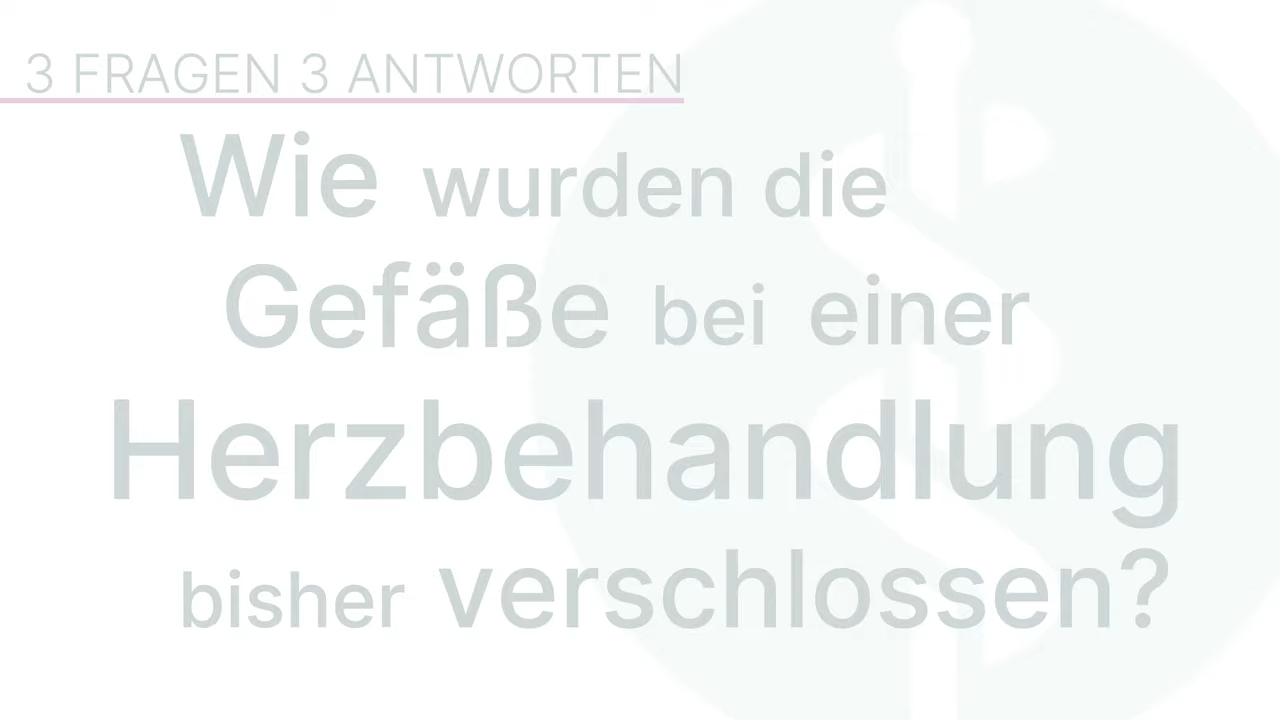 3 FRAGEN 3 ANTWORTEN
Wie wurden die
Gefäße bei einer
Herzbehandlung
bisher verschlossen?